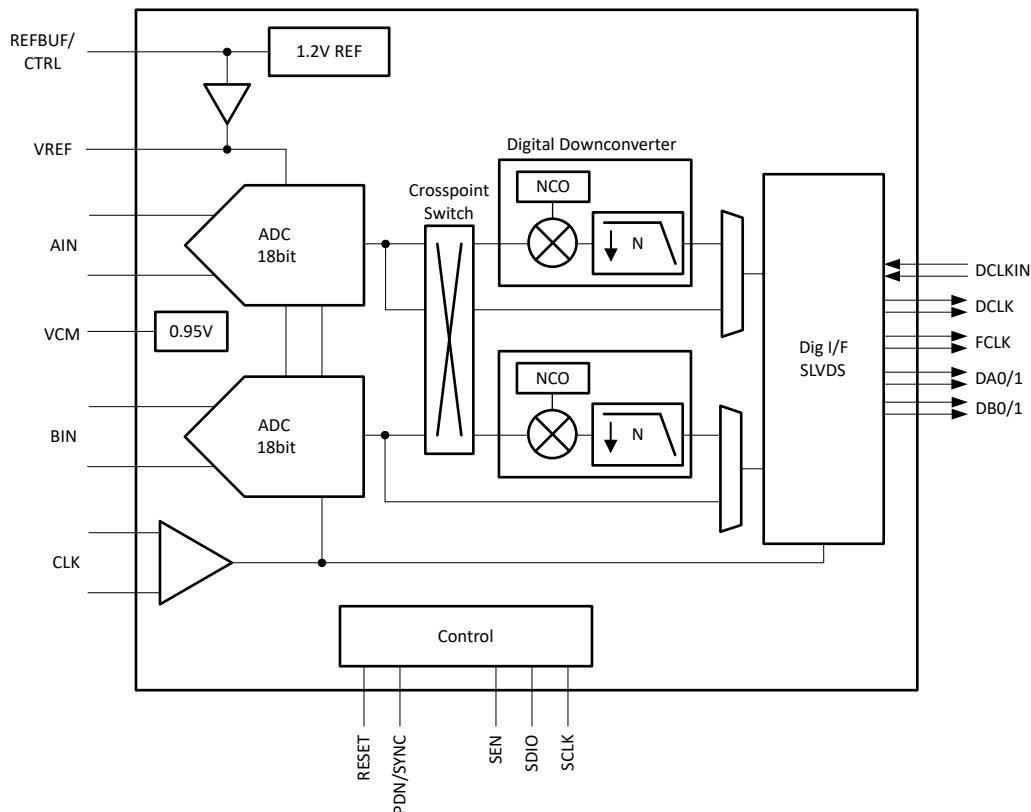 REFBUF/
CTRL
1.2V REF
VREF
Digital Downconverter
NCO
Crosspoint
Switch
ADC
18bit
N
AIN
DCLKIN
DCLK
VCM
0.95V
FCLK
Dig I/F
SLVDS
NCO
DA0/1
DB0/1
ADC
18bit
N
BIN
CLK
Control
RESET
PDN/SYNC
SEN
SDIO
SCLK